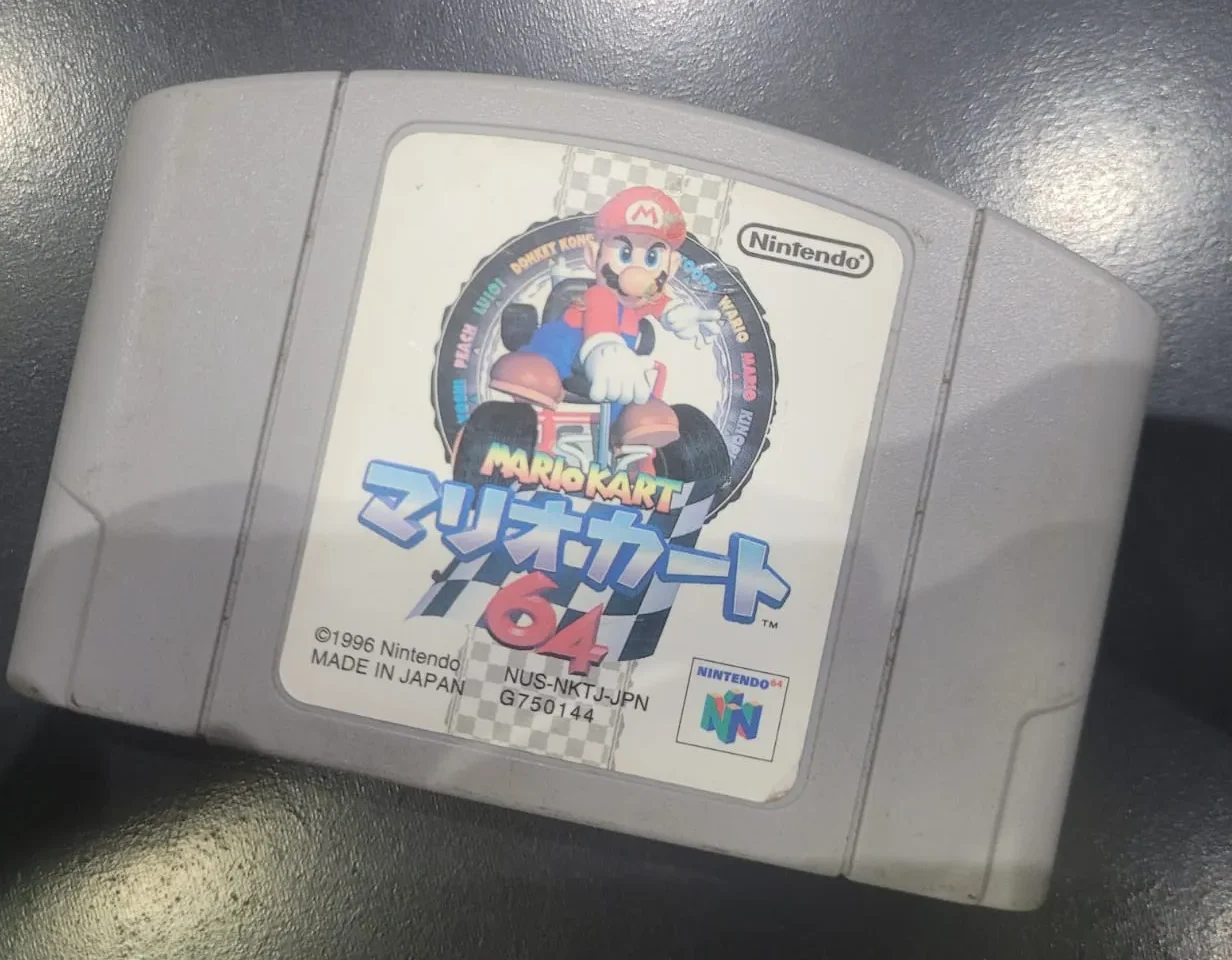 Nintendo®
M
DONKEY KONG
LUIGI
PEACH
YOSHI
KOOPA
WARIO
MARIO
MARIO KART
マリオカート
64
TM
©1996 Nintendo
MADE IN JAPAN
NUS-NKTJ-JPN
G750144
NINTENDO64